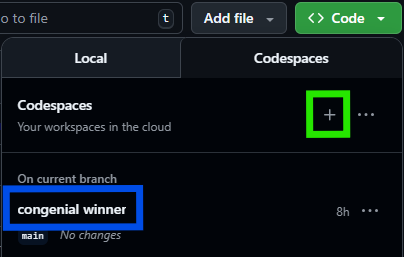 o to file t Add file <> Code
Local Codespaces
Codespaces
Your workspaces in the cloud
On current branch
congenial winner 8h
main No changes